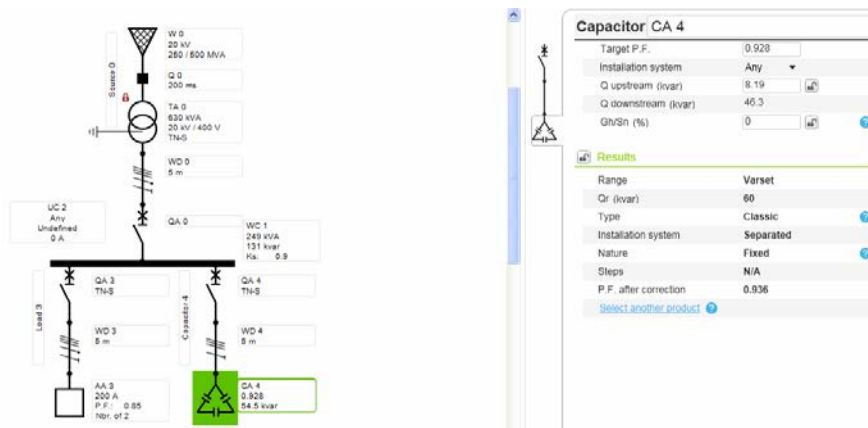 Source 0
W 0
20 kV
250 / 500 MVA
Q 0
200 ms
TA 0
630 kVA
20 kV / 400 V
TN-S
WD 0
5 m
UC 2
Any
Undefined
0 A
QA 0
WC 1
249 kVA
131 kvar
Ks: 0.9
Load 3
QA 3
TN-S
WD 3
5 m
AA 3
200 A
P.F.: 0.85
Nbr. of 2
Capacitor 4
QA 4
TN-S
WD 4
5 m
CA 4
0.928
54.5 kvar
Capacitor CA 4
Target P.F. 0.928
Installation system Any
Q upstream (kvar) 8.19
Q downstream (kvar) 46.3
Gh/Sn (%) 0 ?
Results
Range Varset
Qr (kvar) 60
Type Classic ?
Installation system Separated
Nature Fixed ?
Steps N/A
P.F. after correction 0.936
Select another product ?